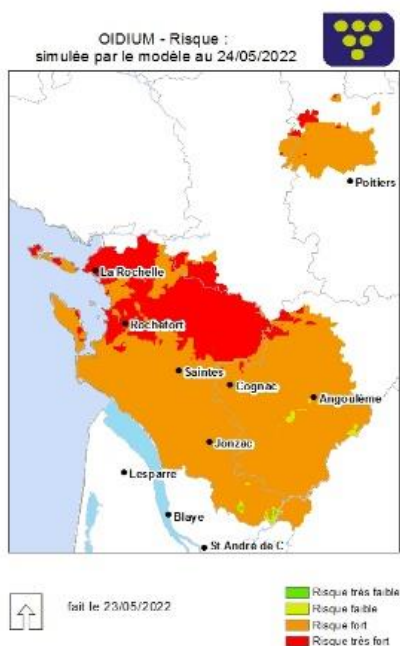 OIDIUM - Risque :
simulée par le modèle au 24/05/2022
Poitiers
La Rochelle
Rochefort
Saintes
Cognac
Angoulème
Jonzac
Lesparre
Blaye
St André de C
fait le 23/05/2022
Risque très faible
Risque faible
Risque fort
Risque très fort